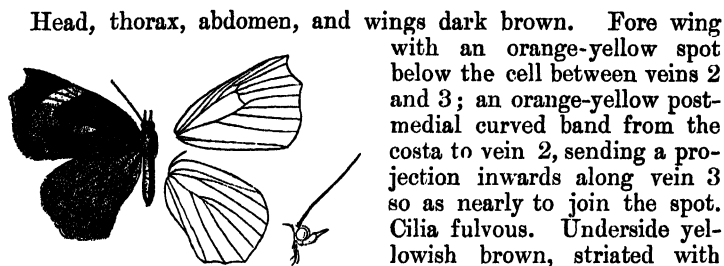 Head, thorax, abdomen, and wings dark brown. Fore wing
with an orange-yellow spot
below the cell between veins 2
and 3; an orange-yellow post-
medial curved band from the
costa to vein 2, sending a pro-
jection inwards along vein 3
so as nearly to join the spot.
Cilia fulvous. Underside yel-
lowish brown, striated with